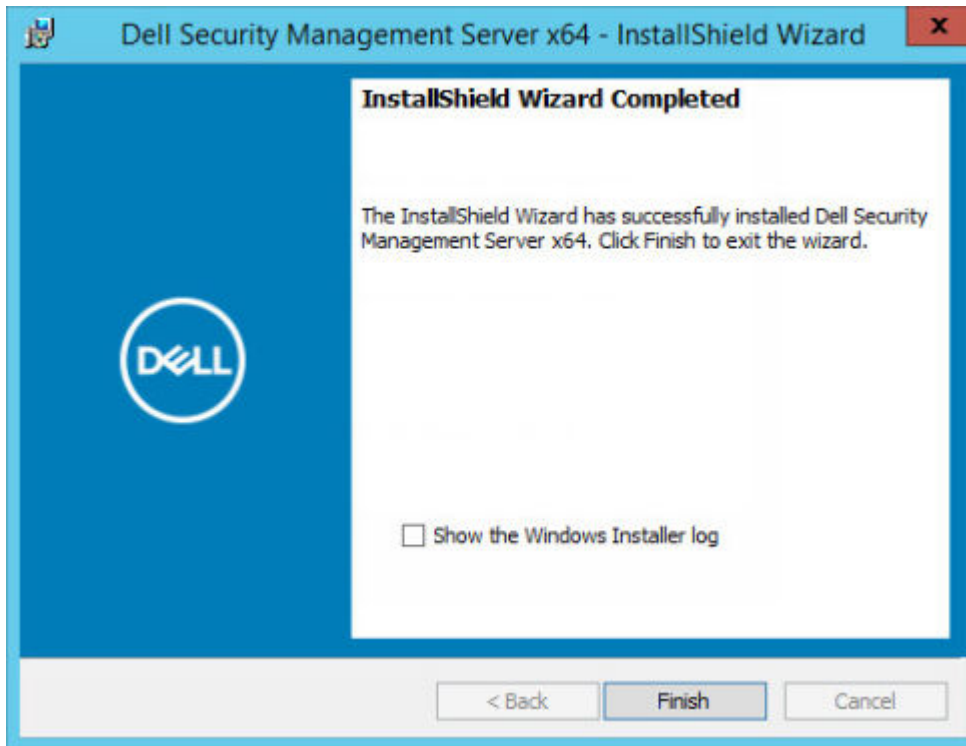 Dell Security Management Server x64 - InstallShield Wizard
x
InstallShield Wizard Completed
The InstallShield Wizard has successfully installed Dell Security
Management Server x64. Click Finish to exit the wizard.
DELL
Show the Windows Installer log
< Back
Finish
Cancel